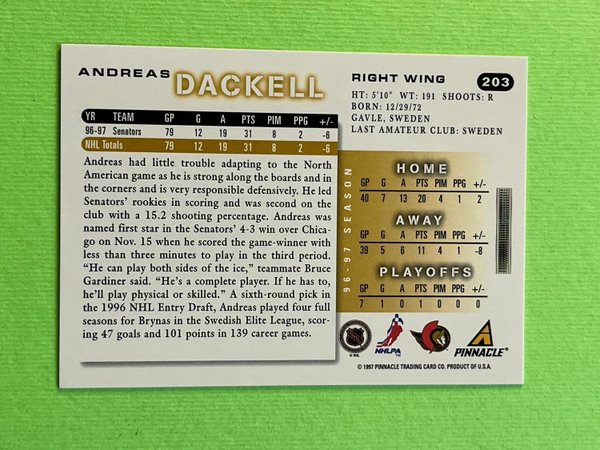 ANDREAS DACKELL
YR TEAM GP G A PTS PIM PPG +/-
96-97 Senators 79 12 19 31 8 2 -6
NHL Totals 79 12 19 31 8 2 -6
Andreas had little trouble adapting to the North
American game as he is strong along the boards and in
the corners and is very responsible defensively. He led
Senators' rookies in scoring and was second on the
club with a 15.2 shooting percentage. Andreas was
named first star in the Senators' 4-3 win over Chica-
go on Nov. 15 when he scored the game-winner with
less than three minutes to play in the third period.
“He can play both sides of the ice,” teammate Bruce
Gardiner said. “He's a complete player. If he has to,
he'll play physical or skilled.” A sixth-round pick in
the 1996 NHL Entry Draft, Andreas played four full
seasons for Brynas in the Swedish Elite League, scor-
ing 47 goals and 101 points in 139 career games.
RIGHT WING 203
HT: 5'10" WT: 191 SHOOTS: R
BORN: 12/29/72
GAVLE, SWEDEN
LAST AMATEUR CLUB: SWEDEN
96-97 SEASON
HOME
GP G A PTS PIM PPG +/-
40 7 13 20 4 1 2
AWAY
GP G A PTS PIM PPG +/-
39 5 6 11 4 1 -8
PLAYOFFS
GP G A PTS PIM PPG +/-
7 1 0 1 0 0 0
© NHL
NHLPA™
PINNACLE
© 1997 PINNACLE TRADING CARD CO. PRODUCT OF U.S.A.